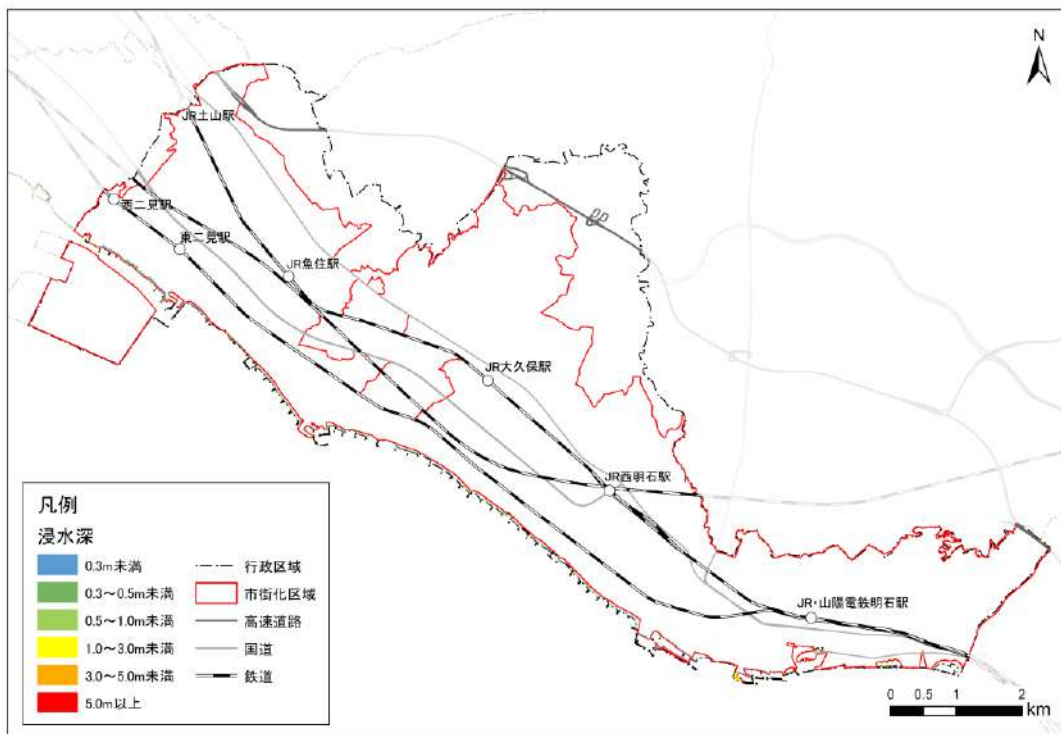 N
JR土山駅
西二見駅
東二見駅
JR魚住駅
JR大久保駅
JR西明石駅
JR・山陽電鉄明石駅
凡例
浸水深
0.3m未満
0.3~0.5m未満
0.5~1.0m未満
1.0~3.0m未満
3.0~5.0m未満
5.0m以上
行政区域
市街化区域
高速道路
国道
鉄道
0 0.5 1 2
km